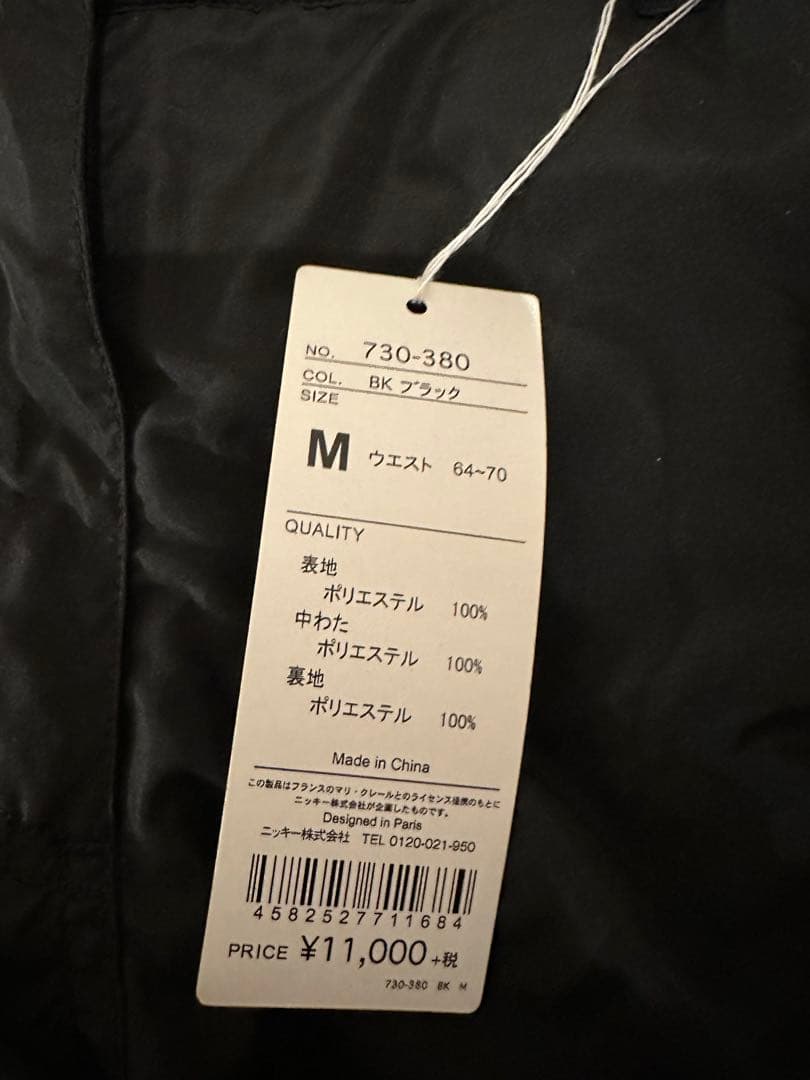 NO. 730-380
COL. BK ブラック
SIZE
M ウエスト 64~70
QUALITY
表地
ポリエステル 100%
中わた
ポリエステル 100%
裏地
ポリエステル 100%
Made in China
この製品はフランスのマリ・クレールとのライセンス提携のもとに
ニッキー株式会社が企画したものです。
Designed in Paris
ニッキー株式会社 TEL 0120-021-950
4582527711684
PRICE ¥11,000+税
730-380 BK M